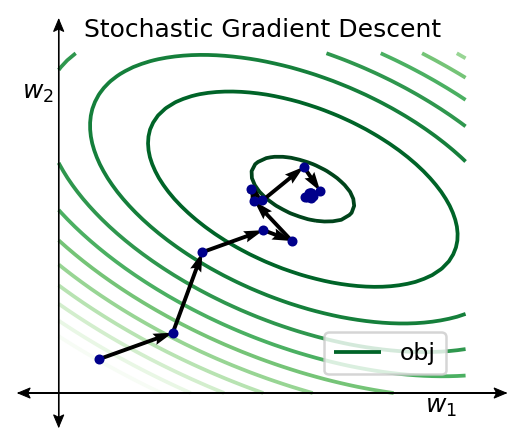 Stochastic Gradient Descent
w₂
obj
w₁